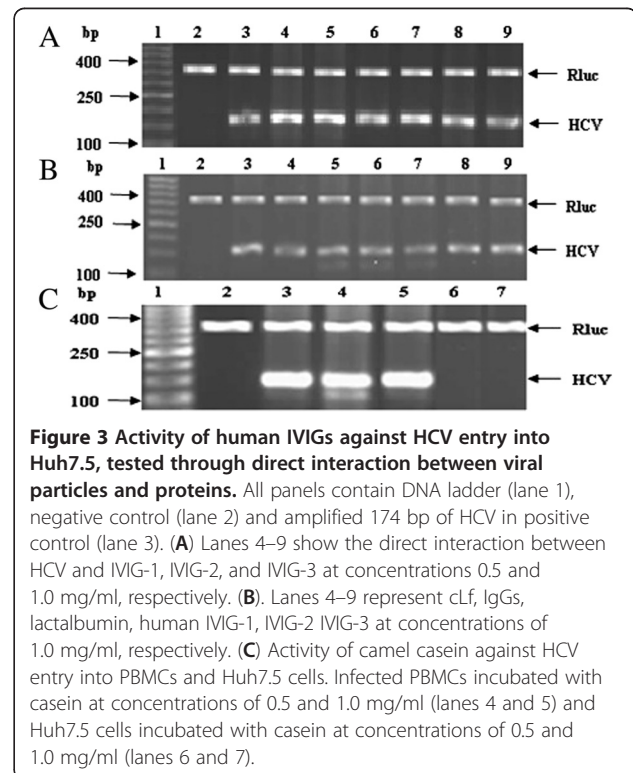 A
bp 1 2 3 4 5 6 7 8 9
400
Rluc
250
HCV
100
B
bp 1 2 3 4 5 6 7 8 9
400
Rluc
250
HCV
100
C
bp 1 2 3 4 5 6 7
400
Rluc
250
HCV
100
Figure 3 Activity of human IVIGs against HCV entry into
Huh7.5, tested through direct interaction between viral
particles and proteins. All panels contain DNA ladder (lane 1),
negative control (lane 2) and amplified 174 bp of HCV in positive
control (lane 3). (A) Lanes 4–9 show the direct interaction between
HCV and IVIG-1, IVIG-2, and IVIG-3 at concentrations 0.5 and
1.0 mg/ml, respectively. (B). Lanes 4–9 represent cLf, IgGs,
lactalbumin, human IVIG-1, IVIG-2 IVIG-3 at concentrations of
1.0 mg/ml, respectively. (C) Activity of camel casein against HCV
entry into PBMCs and Huh7.5 cells. Infected PBMCs incubated with
casein at concentrations of 0.5 and 1.0 mg/ml (lanes 4 and 5) and
Huh7.5 cells incubated with casein at concentrations of 0.5 and
1.0 mg/ml (lanes 6 and 7).